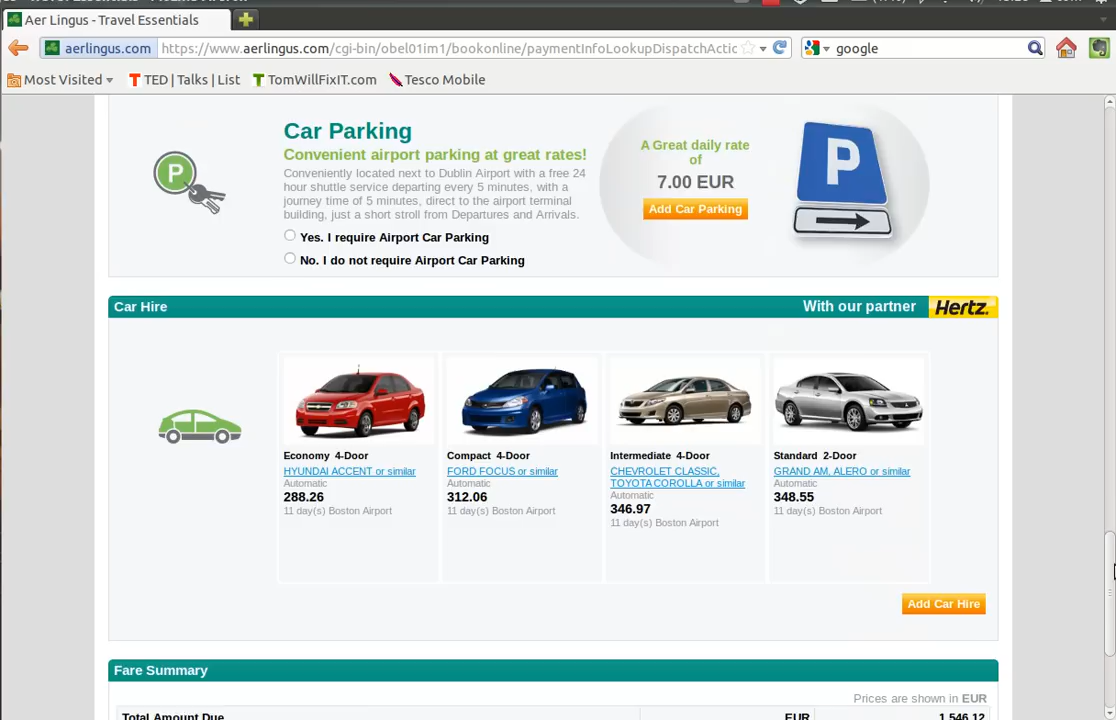 Aer Lingus - Travel Essentials
aerlingus.com https://www.aerlingus.com/cgi-bin/obel01im1/bookonline/paymentInfoLookupDispatchActic google
Most Visited TED | Talks | List TomWillFixIT.com Tesco Mobile
Car Parking
Convenient airport parking at great rates!
Conveniently located next to Dublin Airport with a free 24
hour shuttle service departing every 5 minutes, with a
journey time of 5 minutes, direct to the airport terminal
building, just a short stroll from Departures and Arrivals.
Yes. I require Airport Car Parking
No. I do not require Airport Car Parking
P
A Great daily rate
of
7.00 EUR
Add Car Parking
P
Car Hire With our partner Hertz.
Economy 4-Door
HYUNDAI ACCENT or similar
Automatic
288.26
11 day(s) Boston Airport
Compact 4-Door
FORD FOCUS or similar
Automatic
312.06
11 day(s) Boston Airport
Intermediate 4-Door
CHEVROLET CLASSIC,
TOYOTA COROLLA or similar
Automatic
346.97
11 day(s) Boston Airport
Standard 2-Door
GRAND AM, ALERO or similar
Automatic
348.55
11 day(s) Boston Airport
Add Car Hire
Fare Summary
Prices are shown in EUR
Total Amount Due EUR 1,546.12